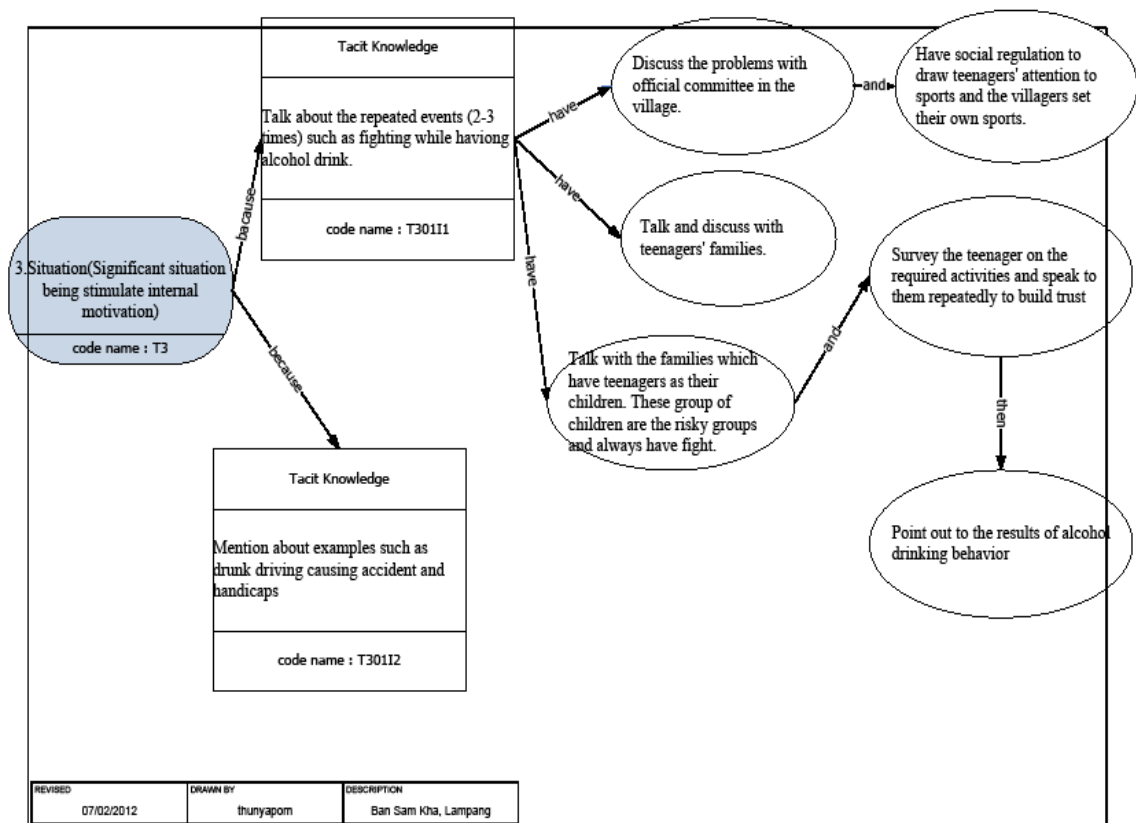 Tacit Knowledge
Talk about the repeated events (2-3
times) such as fighting while haviong
alcohol drink.
code name : T301I1
Discuss the problems with
official committee in the
village.
and
Have social regulation to
draw teenagers' attention to
sports and the villagers set
their own sports.
have
have
have
Talk and discuss with
teenagers' families.
bacause
3.Situation(Significant situation
being stimulate internal
motivation)
code name : T3
because
Talk with the families which
have teenagers as their
children. These group of
children are the risky groups
and always have fight.
and
Survey the teenager on the
required activities and speak to
them repeatedly to build trust
then
Point out to the results of alcohol
drinking behavior
Tacit Knowledge
Mention about examples such as
drunk driving causing accident and
handicaps
code name : T301I2
REVISED
07/02/2012
DRAWN BY
thunyaporn
DESCRIPTION
Ban Sam Kha, Lampang